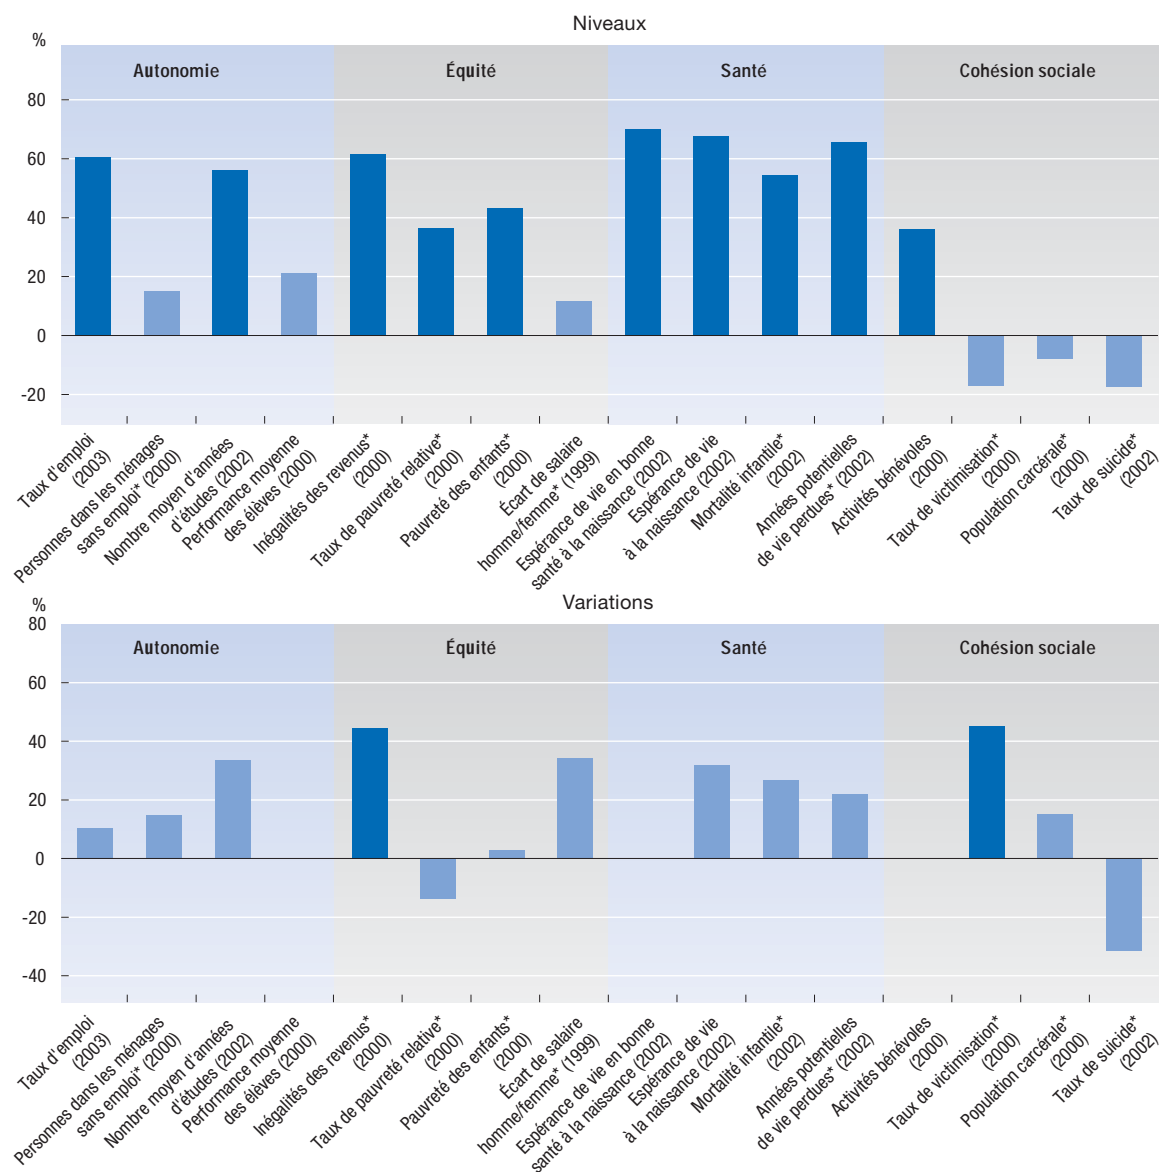 Niveaux
%
Autonomie
Équité
Santé
Cohésion sociale
80
60
40
20
0
-20
Taux d'emploi
(2003)
Personnes dans les ménages
sans emploi* (2000)
Nombre moyen d'années
d'études (2002)
Performance moyenne
des élèves (2000)
Inégalités des revenus*
(2000)
Taux de pauvreté relative*
(2000)
Pauvreté des enfants*
(2000)
Écart de salaire
homme/femme* (1999)
Espérance de vie en bonne
santé à la naissance (2002)
Espérance de vie
à la naissance (2002)
Mortalité infantile*
(2002)
Années potentielles
de vie perdues* (2002)
Activités bénévoles
(2000)
Taux de victimisation*
(2000)
Population carcérale*
(2000)
Taux de suicide*
(2002)
Variations
%
80
Autonomie
Équité
Santé
Cohésion sociale
60
40
20
0
-20
-40
Taux d'emploi
(2003)
Personnes dans les ménages
sans emploi* (2000)
Nombre moyen d'années
d'études (2002)
Performance moyenne
des élèves (2000)
Inégalités des revenus*
(2000)
Taux de pauvreté relative*
(2000)
Pauvreté des enfants*
(2000)
Écart de salaire
homme/femme* (1999)
Espérance de vie en bonne
santé à la naissance (2002)
Espérance de vie
à la naissance (2002)
Mortalité infantile*
(2002)
Années potentielles
de vie perdues* (2002)
Activités bénévoles
(2000)
Taux de victimisation*
(2000)
Population carcérale*
(2000)
Taux de suicide*
(2002)